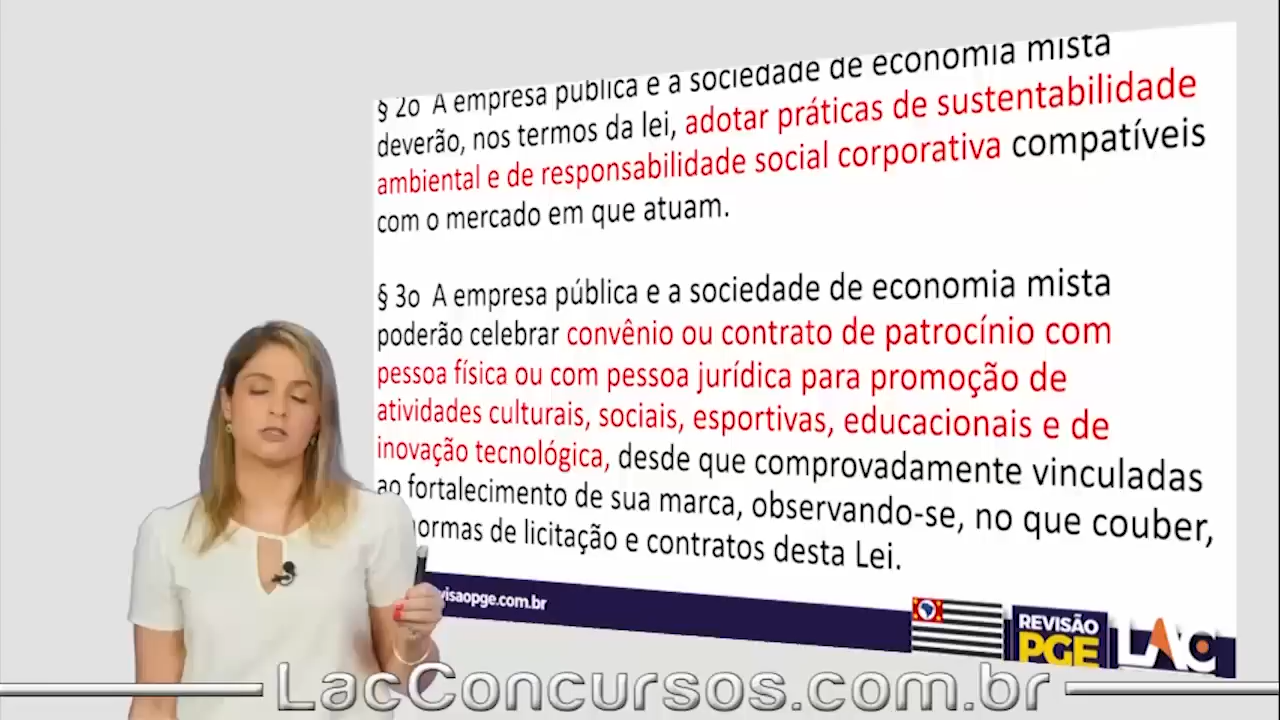 § 2o A empresa pública e a sociedade de economia mista
deverão, nos termos da lei, adotar práticas de sustentabilidade
ambiental e de responsabilidade social corporativa compatíveis
com o mercado em que atuam.
§ 3o A empresa pública e a sociedade de economia mista
poderão celebrar convênio ou contrato de patrocínio com
pessoa física ou com pessoa jurídica para promoção de
atividades culturais, sociais, esportivas, educacionais e de
inovação tecnológica, desde que comprovadamente vinculadas
ao fortalecimento de sua marca, observando-se, no que couber,
normas de licitação e contratos desta Lei.
visaopge.com.br
REVISÃO
PGE
LAC
LacConcursos.com.br